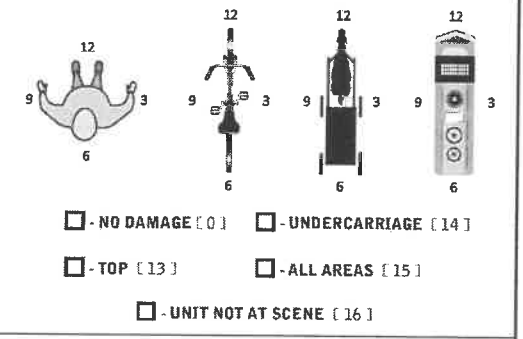 12 12 12 12
9 3 9 3 9 3 9 3
6 6 6 6
- NO DAMAGE [ 0 ] - UNDERCARRIAGE [ 14 ]
- TOP [ 13 ] - ALL AREAS [ 15 ]
- UNIT NOT AT SCENE [ 16 ]